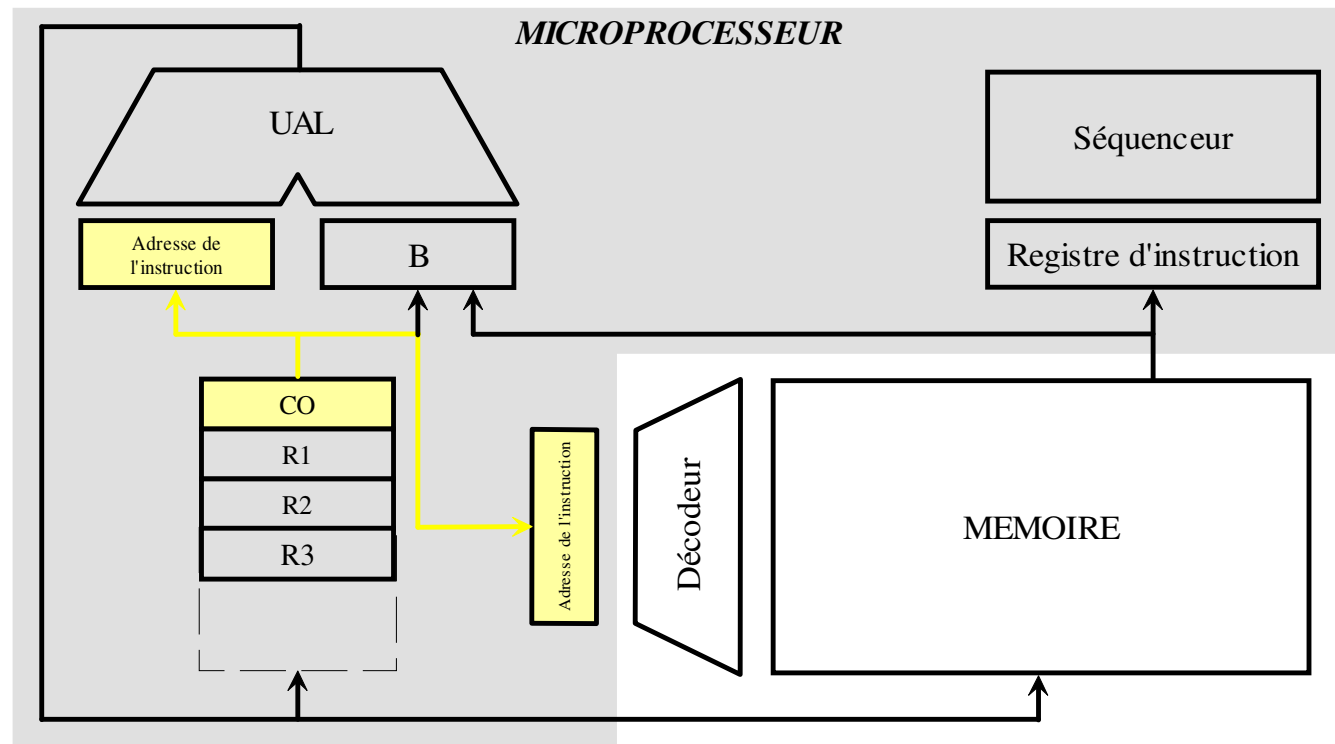 MICROPROCESSEUR
UAL
Séquenceur
Adresse de
l'instruction
B
Registre d'instruction
CO
R1
R2
R3
Adresse de l'instruction
Décodeur
MEMOIRE